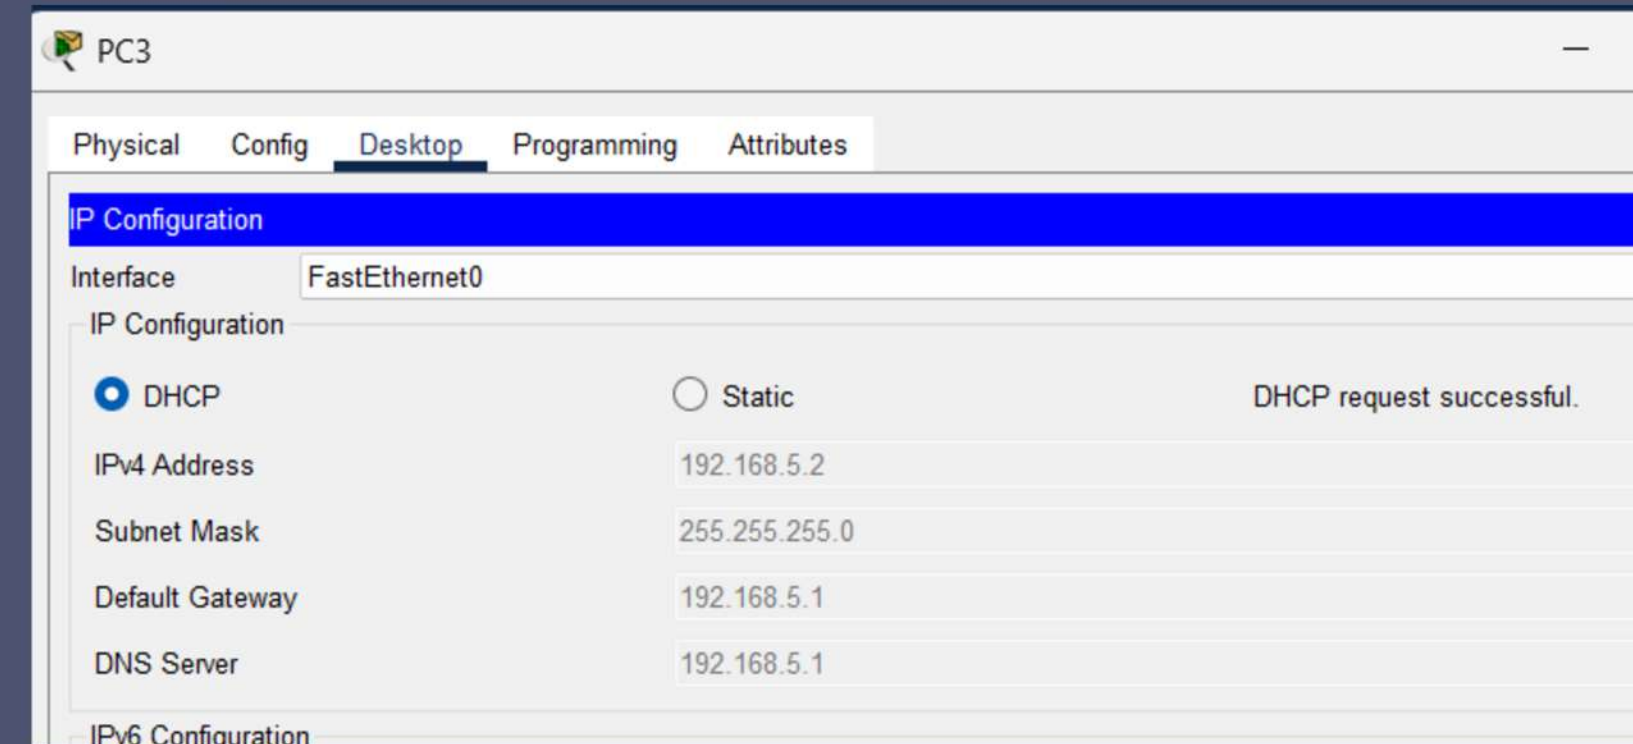 PC3
Physical Config Desktop Programming Attributes
IP Configuration
Interface FastEthernet0
IP Configuration
DHCP Static DHCP request successful.
IPv4 Address 192.168.5.2
Subnet Mask 255.255.255.0
Default Gateway 192.168.5.1
DNS Server 192.168.5.1
IPv6 Configuration